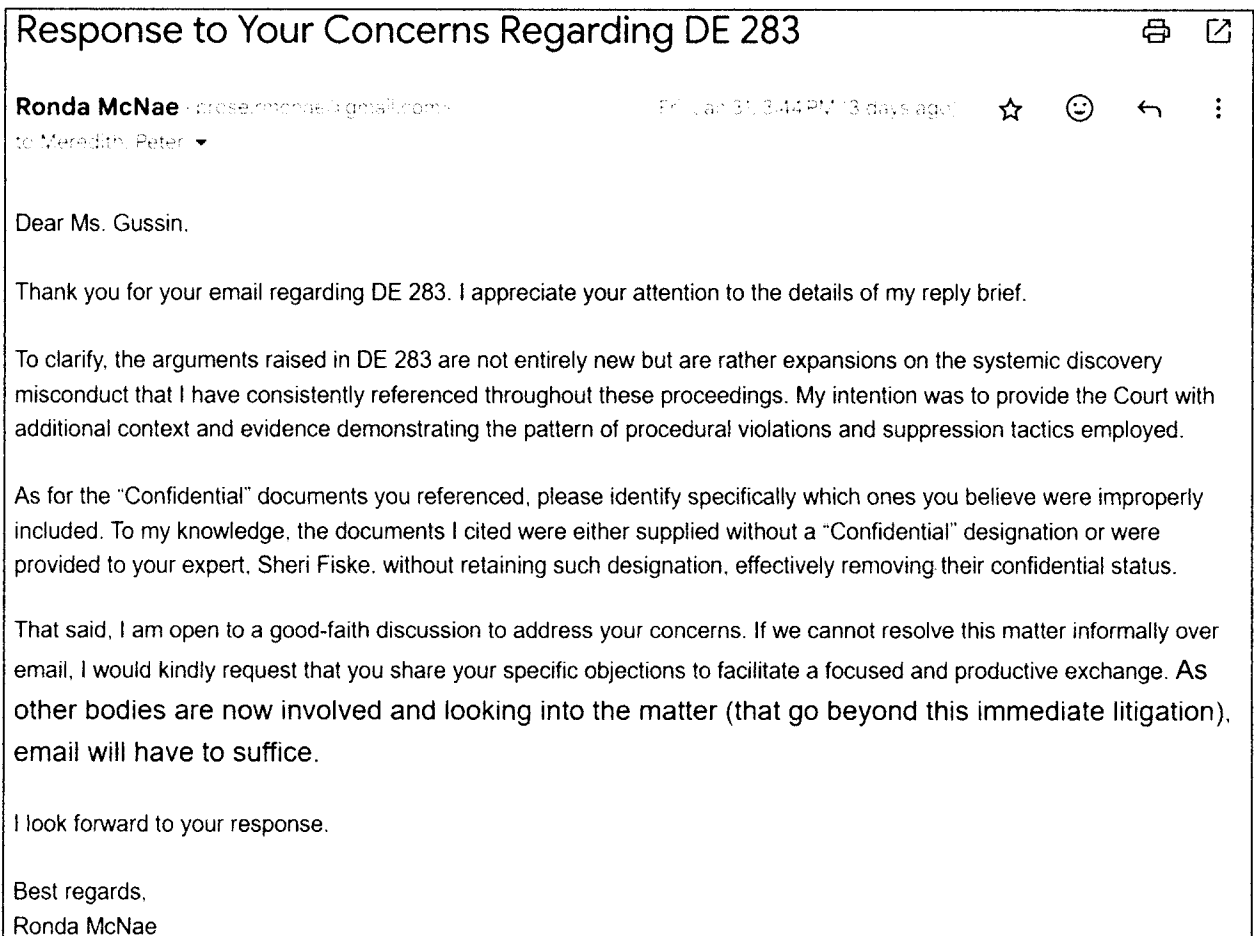 Response to Your Concerns Regarding DE 283
Ronda McNae
3:44 PM (3 days ago)
to Meredith, Peter
Dear Ms. Gussin,
Thank you for your email regarding DE 283. I appreciate your attention to the details of my reply brief.
To clarify, the arguments raised in DE 283 are not entirely new but are rather expansions on the systemic discovery
misconduct that I have consistently referenced throughout these proceedings. My intention was to provide the Court with
additional context and evidence demonstrating the pattern of procedural violations and suppression tactics employed.
As for the "Confidential" documents you referenced, please identify specifically which ones you believe were improperly
included. To my knowledge, the documents I cited were either supplied without a "Confidential" designation or were
provided to your expert, Sheri Fiske. without retaining such designation, effectively removing their confidential status.
That said, I am open to a good-faith discussion to address your concerns. If we cannot resolve this matter informally over
email, I would kindly request that you share your specific objections to facilitate a focused and productive exchange. As
other bodies are now involved and looking into the matter (that go beyond this immediate litigation),
email will have to suffice.
I look forward to your response.
Best regards,
Ronda McNae